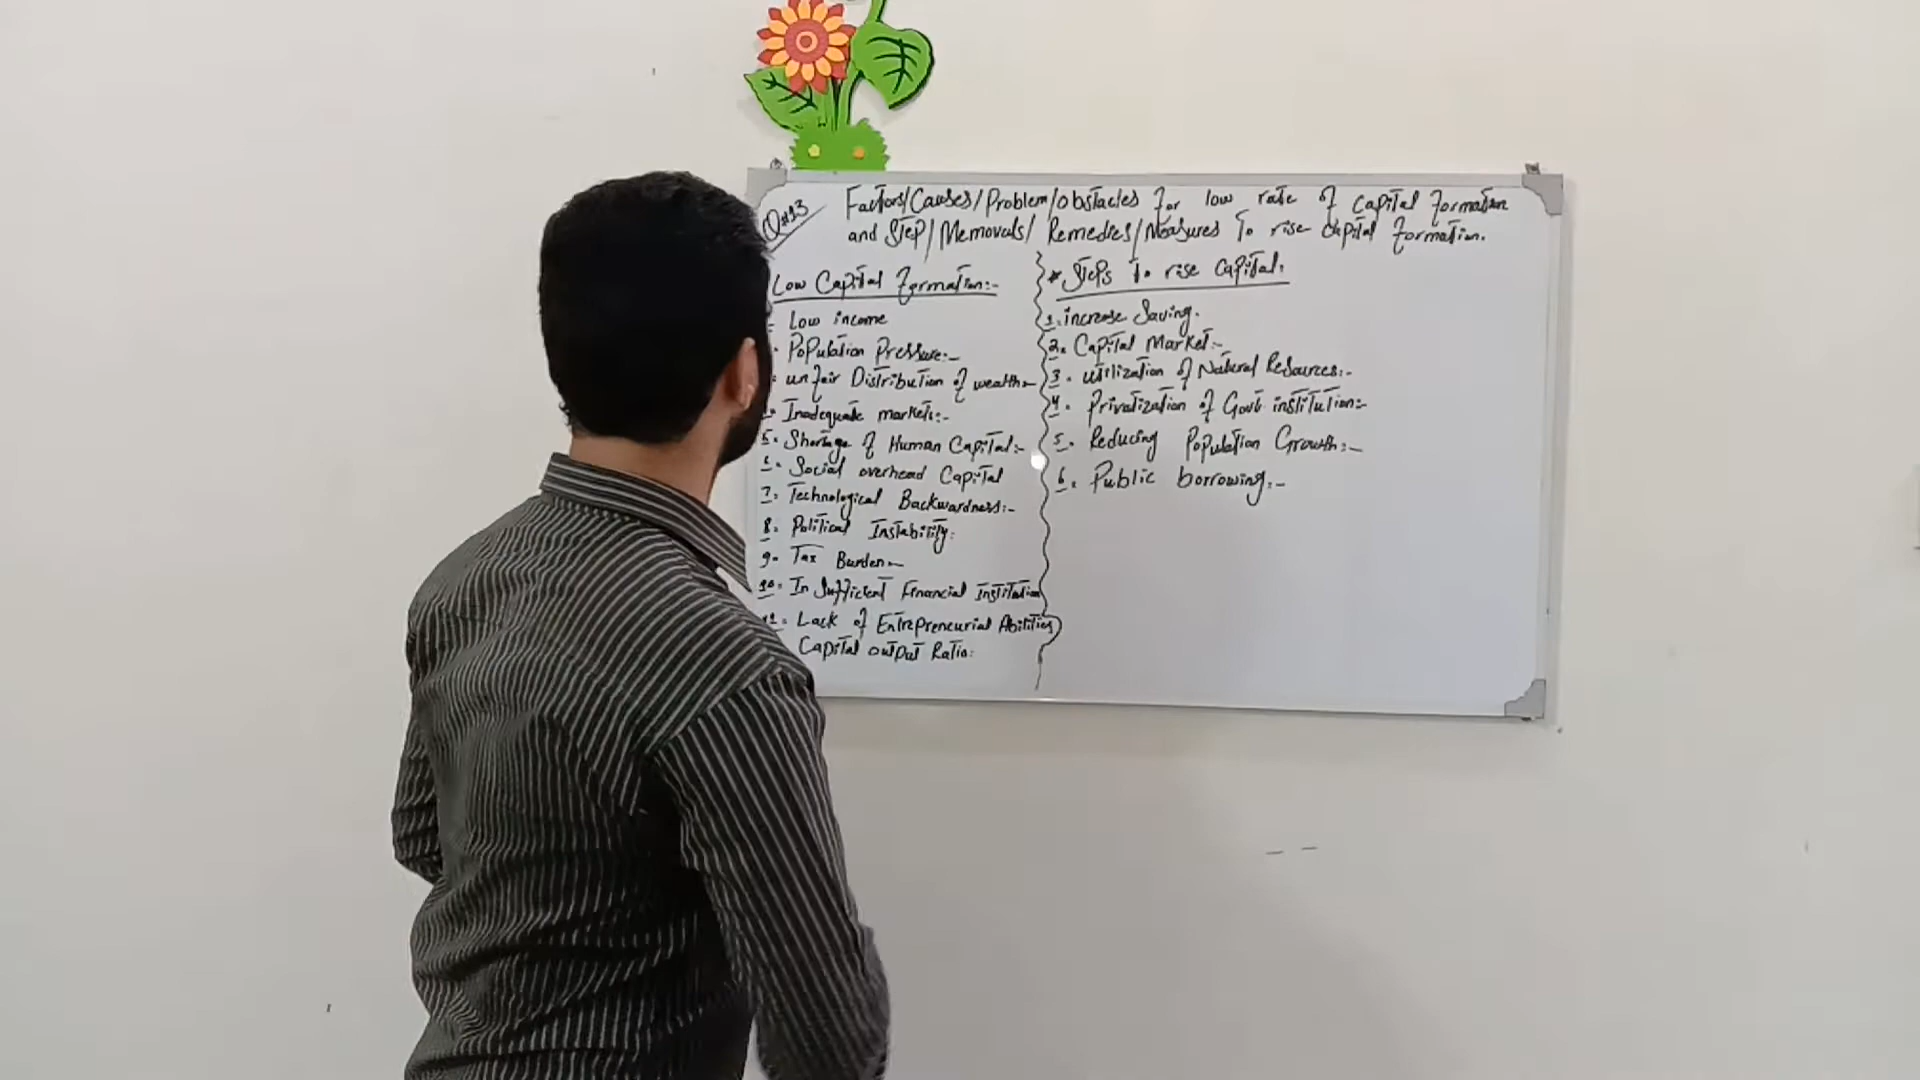 Q#13
Factors/Causes/Problem/obstacles for low rate of Capital Formation
and Step/Memovals/Remedies/Measures To rise Capital Formation.
Low Capital Formation:-
Low income
Population Pressure:-
unfair Distribution of wealth:-
Inadequate markets:-
5. Shortage of Human Capital:-
6. Social overhead Capital
7. Technological Backwardness:-
8. Political Instability:
9. Tax Burden:-
10. InSufficient Financial Institution
11. Lack of Entrepreneurial Abilities
Capital output Ratio:
* Steps to rise Capital:
1. increase Saving.
2. Capital Market:-
3. utilization of Natural Resources:-
4. Privatization of Govt institution:-
5. Reducing Population Growth:-
6. Public borrowing:-